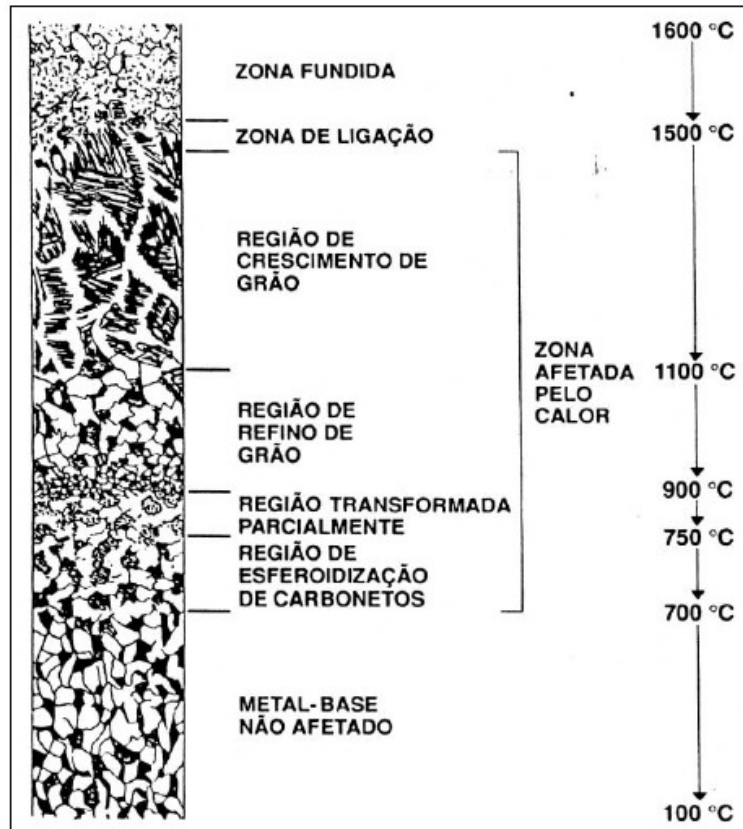 ZONA FUNDIDA
ZONA DE LIGAÇÃO
REGIÃO DE
CRESCIMENTO DE
GRÃO
REGIÃO DE
REFINO DE
GRÃO
REGIÃO TRANSFORMADA
PARCIALMENTE
REGIÃO DE
ESFEROIDIZAÇÃO
DE CARBONETOS
METAL-BASE
NÃO AFETADO
ZONA
AFETADA
PELO
CALOR
1600 °C
1500 °C
1100 °C
900 °C
750 °C
700 °C
100 °C